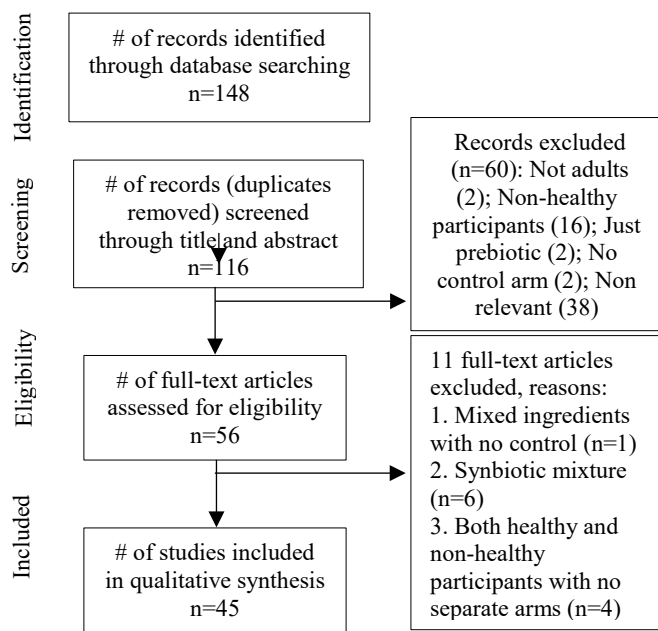 Identification
# of records identified
through database searching
n=148
Screening
# of records (duplicates
removed) screened
through title and abstract
n=116
Records excluded
(n=60): Not adults
(2); Non-healthy
participants (16); Just
prebiotic (2); No
control arm (2); Non
relevant (38)
Eligibility
# of full-text articles
assessed for eligibility
n=56
11 full-text articles
excluded, reasons:
1. Mixed ingredients
with no control (n=1)
2. Synbiotic mixture
(n=6)
3. Both healthy and
non-healthy
participants with no
separate arms (n=4)
Included
# of studies included
in qualitative synthesis
n=45